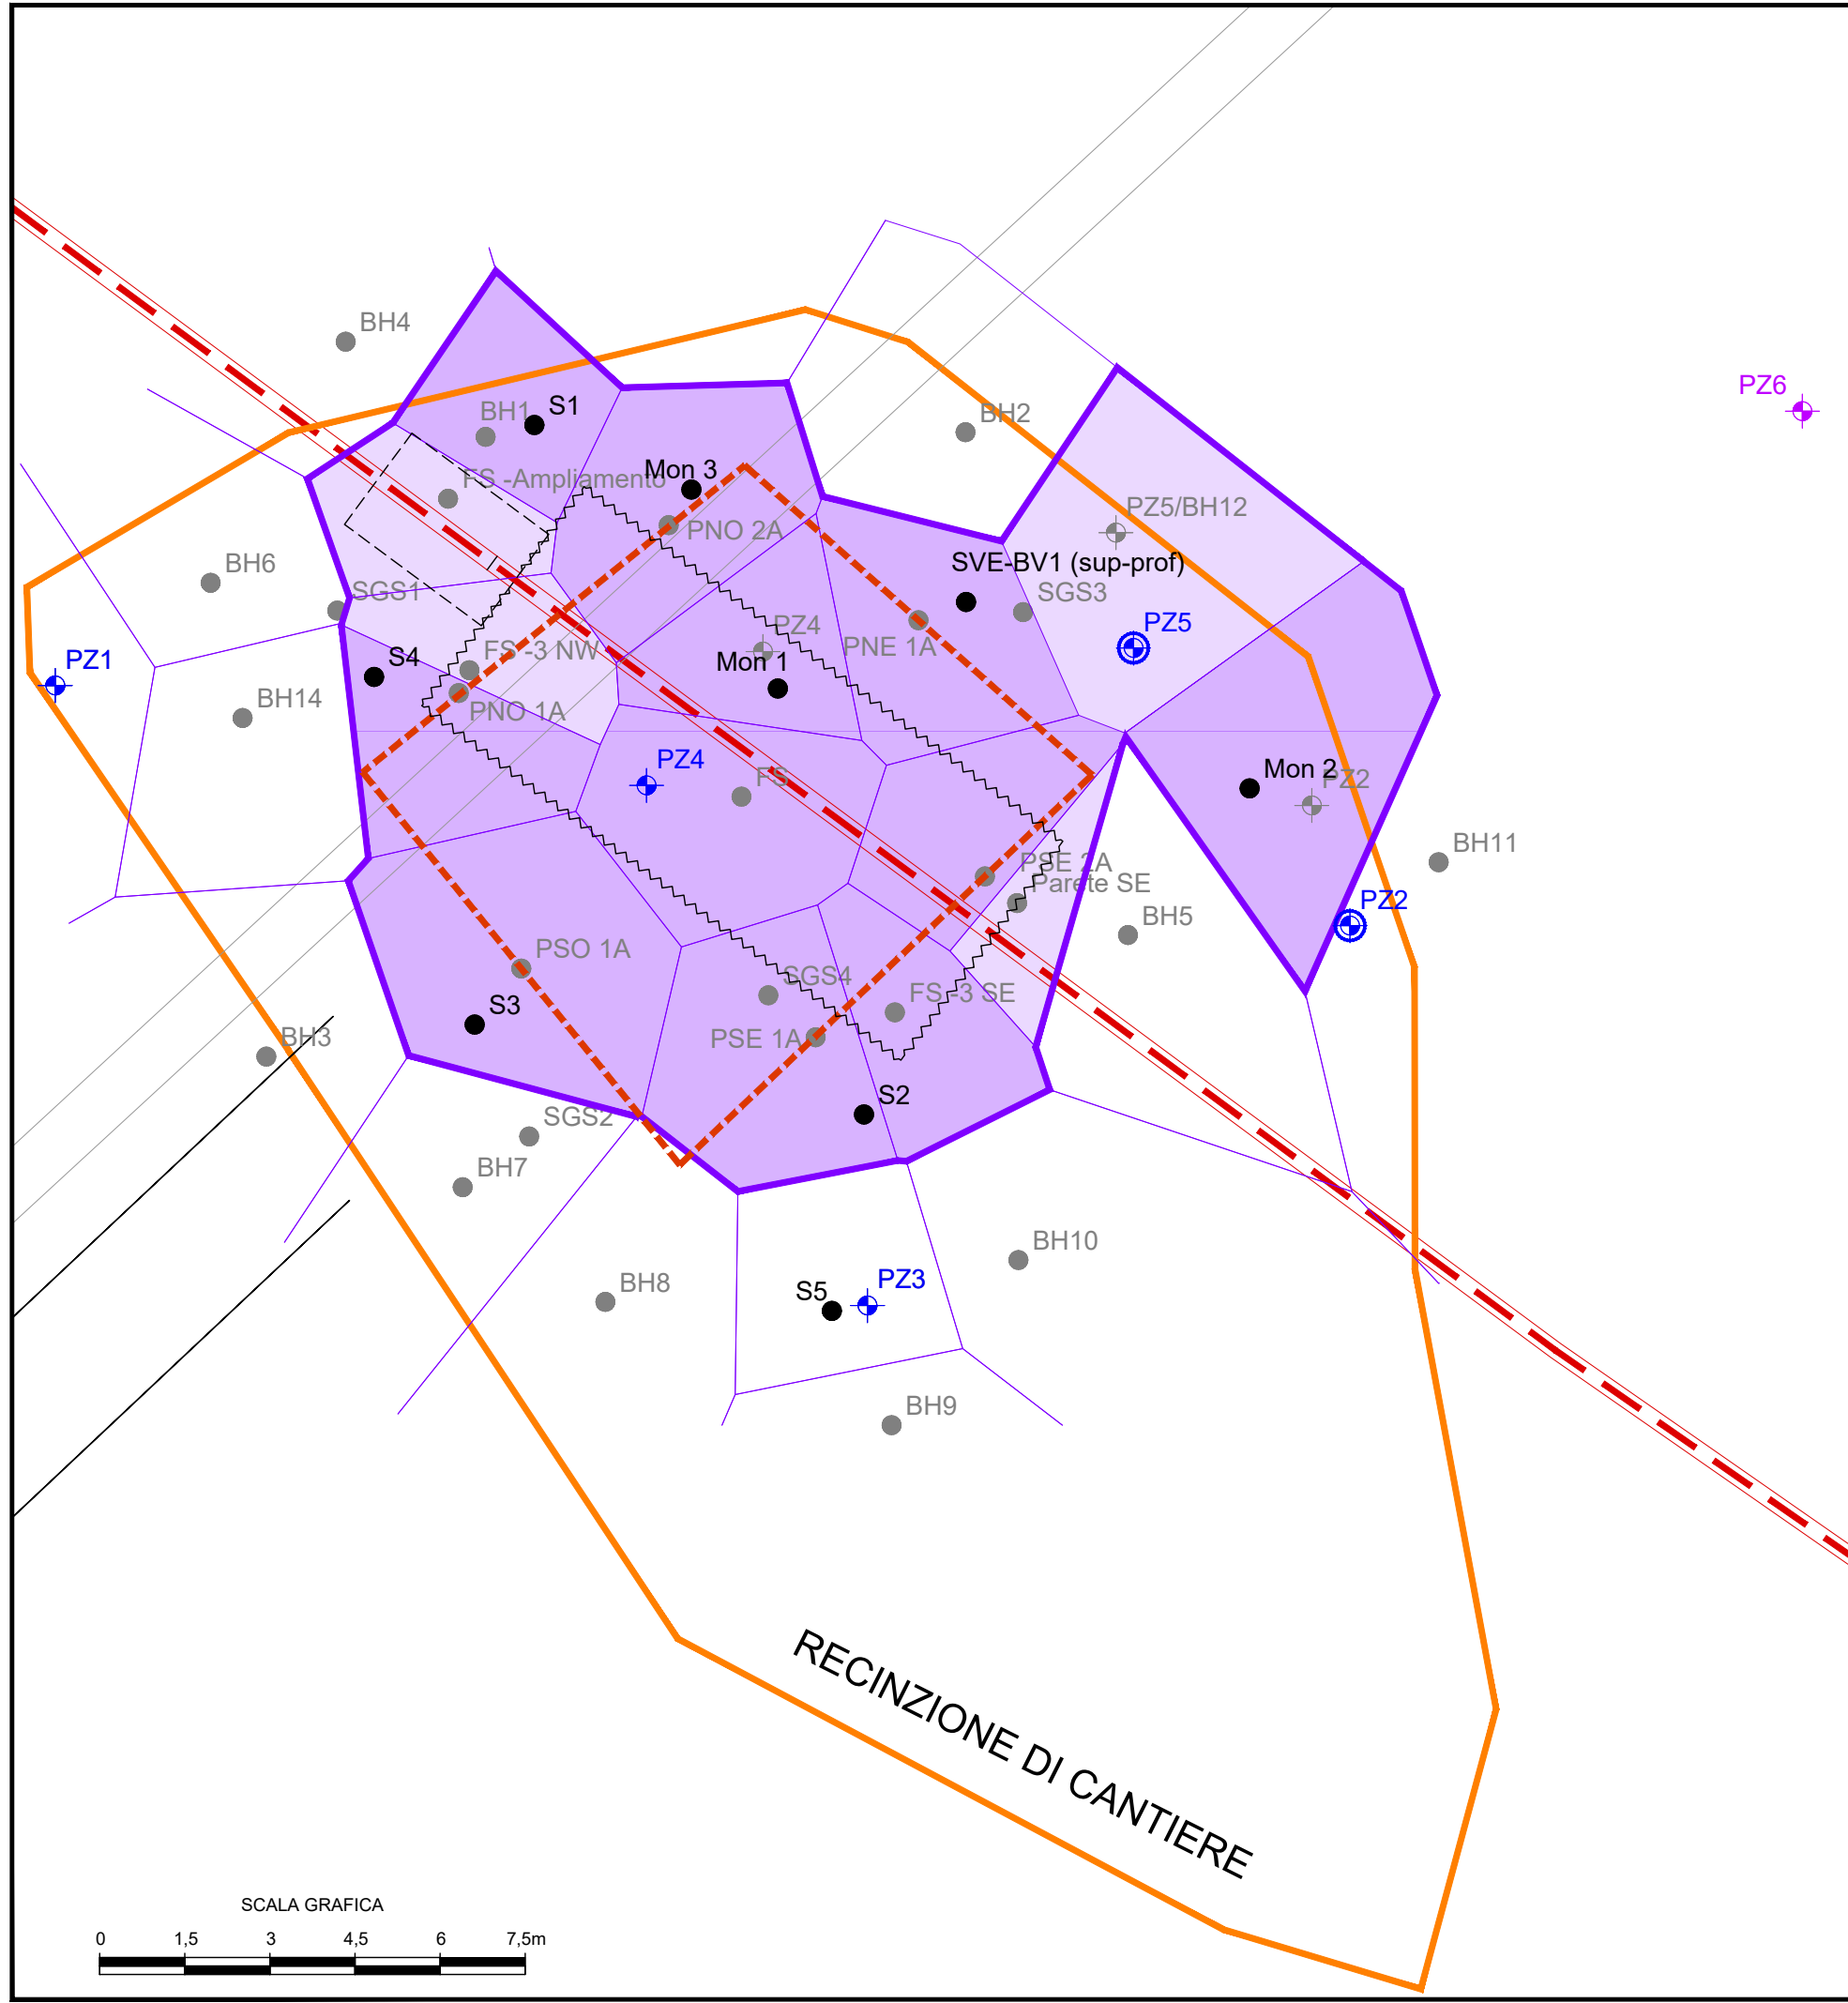 BH4
PZ6
BH1
S1
BH2
Mon 3
FS -Ampliamento
PZ5/BH12
PNO 2A
SVE-BV1 (sup-prof)
BH6
SGS1
SGS3
PZ4
PNE 1A
PZ5
PZ1
S4
FS -3 NW
Mon 1
BH14
PNO 1A
PZ4
FS
Mon 2
PZ2
BH11
PSE 2A
Parete SE
PZ2
BH5
PSO 1A
SGS4
FS -3 SE
S3
PSE 1A
BH3
SGS2
S2
BH7
BH10
BH8
S5
PZ3
BH9
RECINZIONE DI CANTIERE
SCALA GRAFICA
0 1,5 3 4,5 6 7,5m